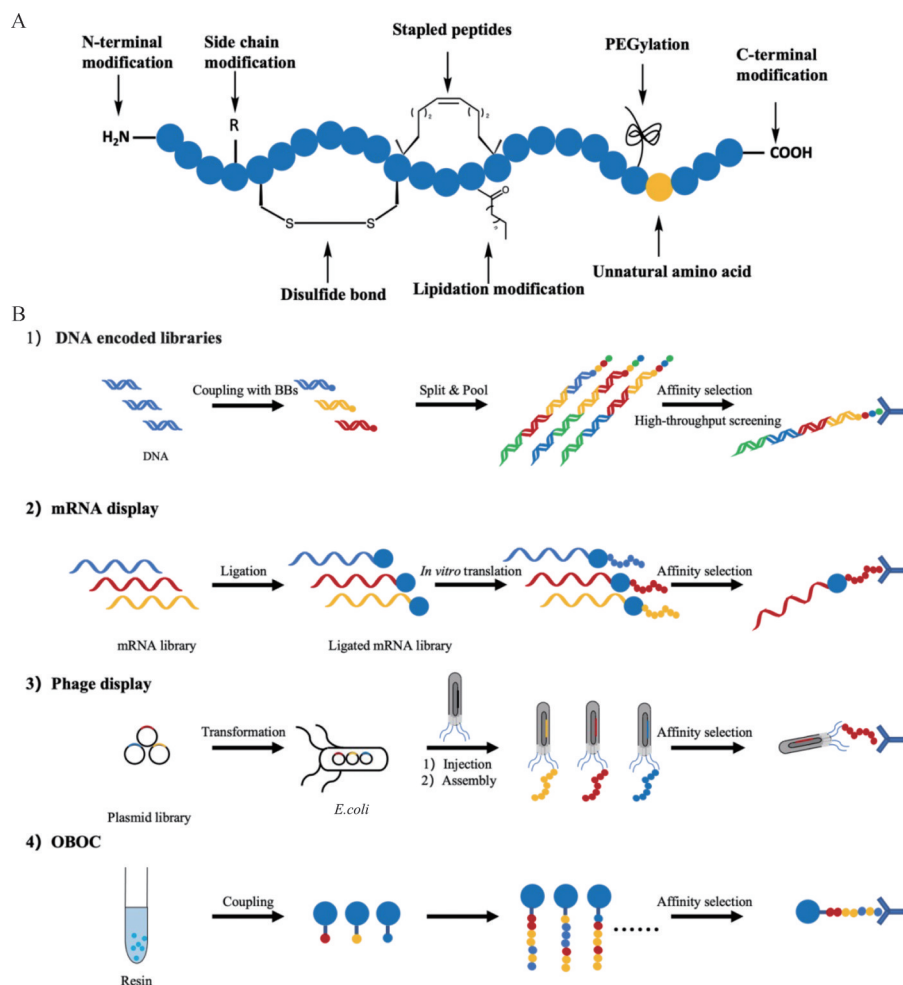 A
N-terminal
modification
Side chain
modification
Stapled peptides
PEGylation
C-terminal
modification
H₂N
R
( )₂
( )₂
COOH
O
S
S
Disulfide bond
Lipidation modification
Unnatural amino acid
B
1) DNA encoded libraries
Coupling with BBs
Split & Pool
Affinity selection
High-throughput screening
DNA
2) mRNA display
Ligation
In vitro translation
Affinity selection
mRNA library
Ligated mRNA library
3) Phage display
Transformation
1) Injection
2) Assembly
Affinity selection
Plasmid library
E.coli
4) OBOC
Coupling
Affinity selection
......
Resin